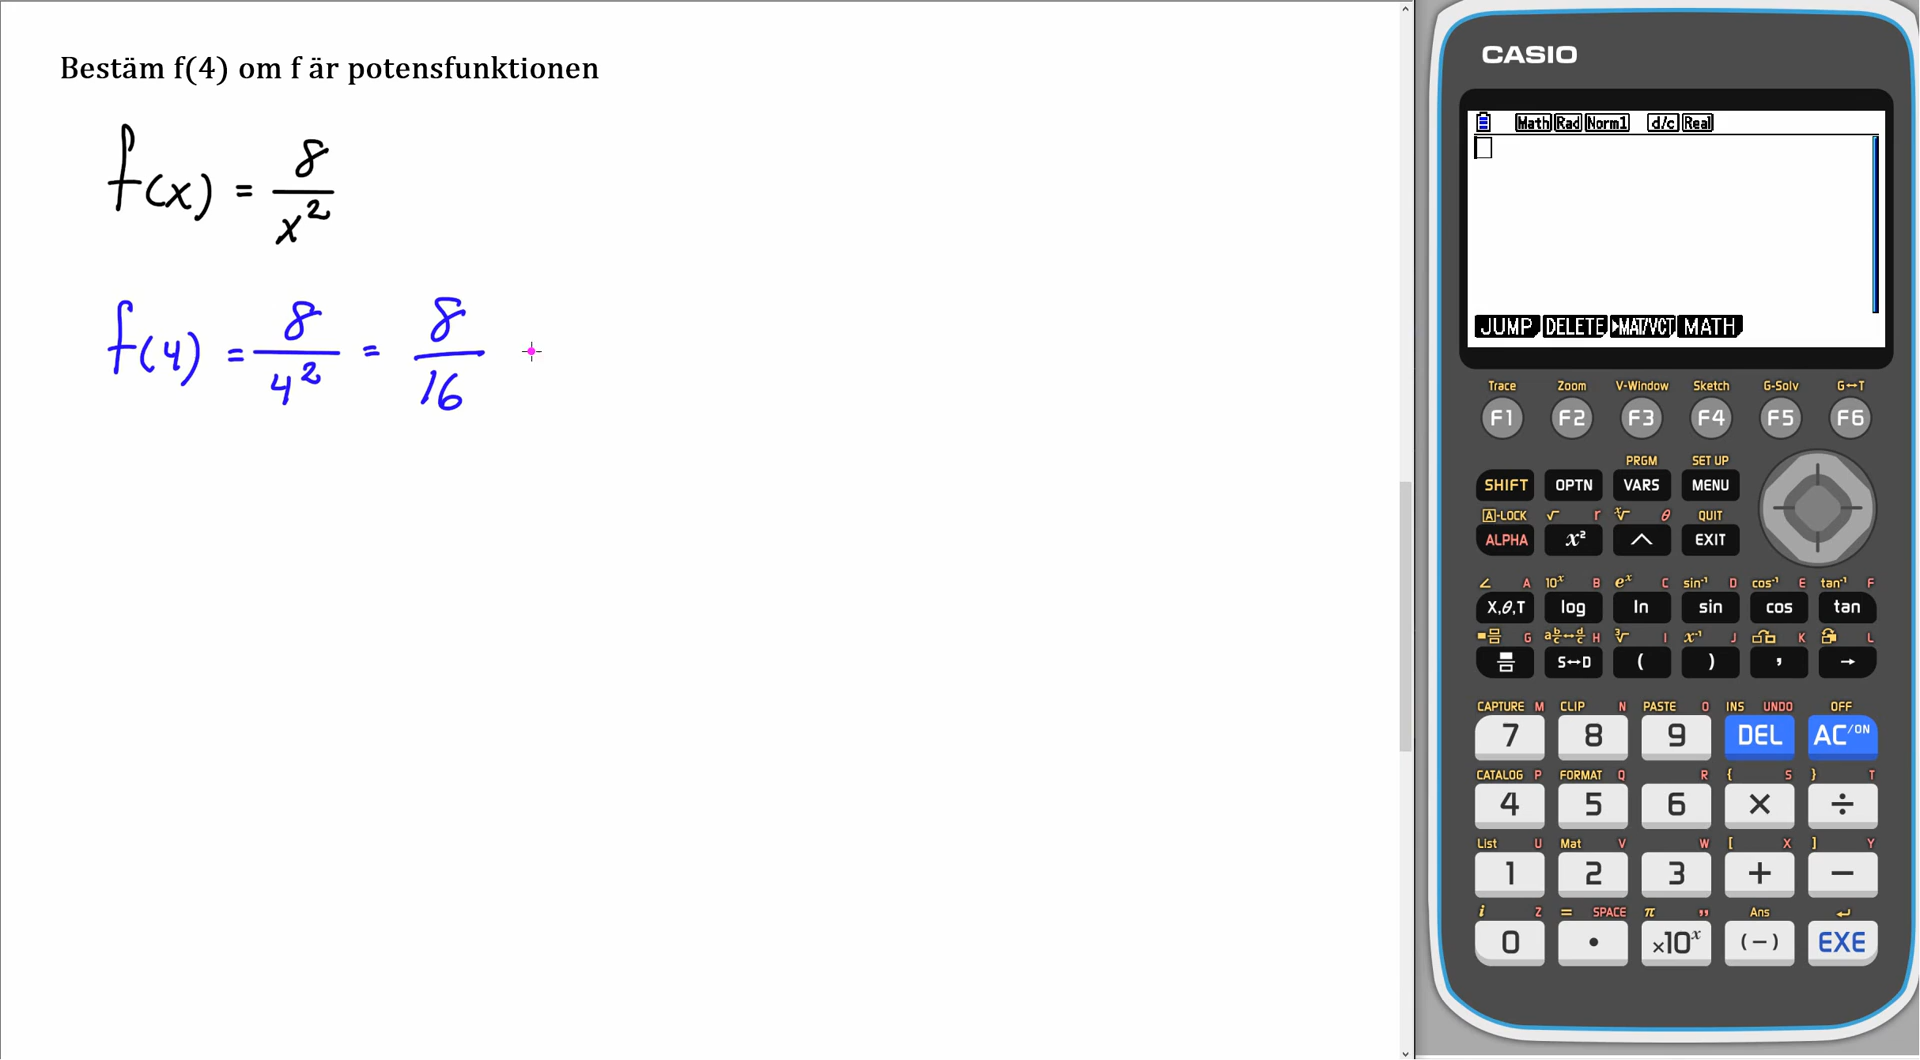 Bestäm f(4) om f är potensfunktionen
f(x) = 8/x²
f(4) = 8/4² = 8/16
CASIO
Math Rad Norm1 d/c Real
JUMP DELETE ▶MAT/VCT MATH
Trace Zoom V-Window Sketch G-Solv G↔T
F1 F2 F3 F4 F5 F6
PRGM SET UP
SHIFT OPTN VARS MENU
A-LOCK √ r ˣ√ θ QUIT
ALPHA x² ^ EXIT
∠ A 10ˣ B eˣ C sin⁻¹ D cos⁻¹ E tan⁻¹ F
X,θ,T log ln sin cos tan
G a b/c↔d/c H ³√ I x⁻¹ J K L
S↔D ( ) , →
CAPTURE M CLIP N PASTE O INS UNDO OFF
7 8 9 DEL AC/ON
CATALOG P FORMAT Q R { S } T
4 5 6 × ÷
List U Mat V W [ X ] Y
1 2 3 + −
i Z = SPACE π " Ans ↵
0 • ×10ˣ (−) EXE